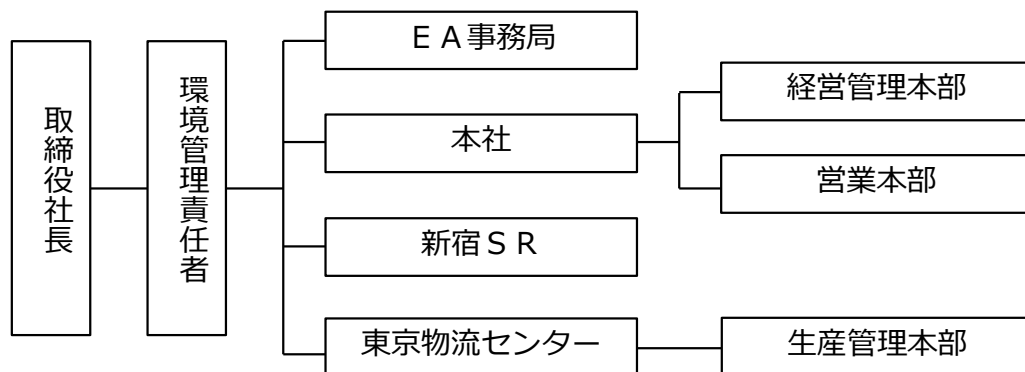 取締役社長
環境管理責任者
ＥＡ事務局
本社
新宿ＳＲ
東京物流センター
経営管理本部
営業本部
生産管理本部